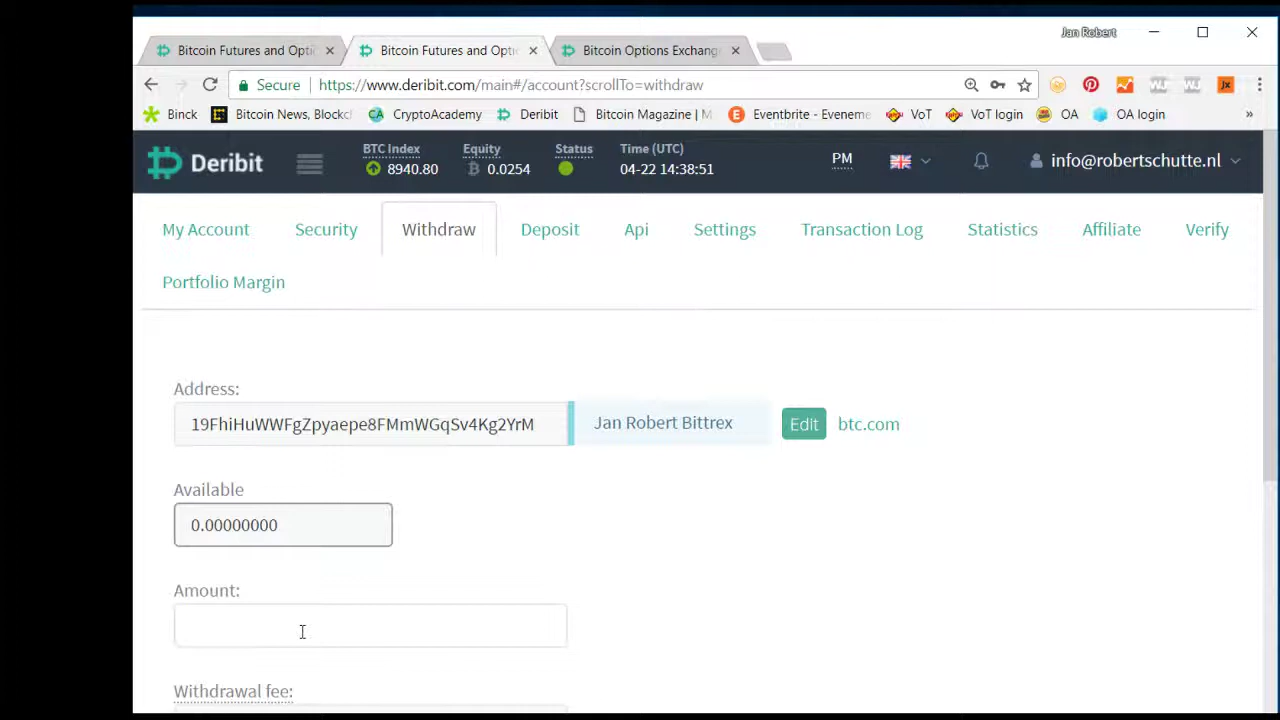 Jan Robert
Bitcoin Futures and Opti
Bitcoin Futures and Opti
Bitcoin Options Exchang
Secure
https://www.deribit.com/main#/account?scrollTo=withdraw
Binck
Bitcoin News, Blocks
CA CryptoAcademy
Deribit
Bitcoin Magazine | M
Eventbrite - Eveneme
VoT
VoT login
OA
OA login
»
Deribit
BTC Index
8940.80
Equity
0.0254
Status
Time (UTC)
04-22 14:38:51
PM
info@robertschutte.nl
My Account
Security
Withdraw
Deposit
Api
Settings
Transaction Log
Statistics
Affiliate
Verify
Portfolio Margin
Address:
19FhiHuWWFgZpyaepe8FMmWGqSv4Kg2YrM
Jan Robert Bittrex
Edit
btc.com
Available
0.00000000
Amount:
Withdrawal fee: